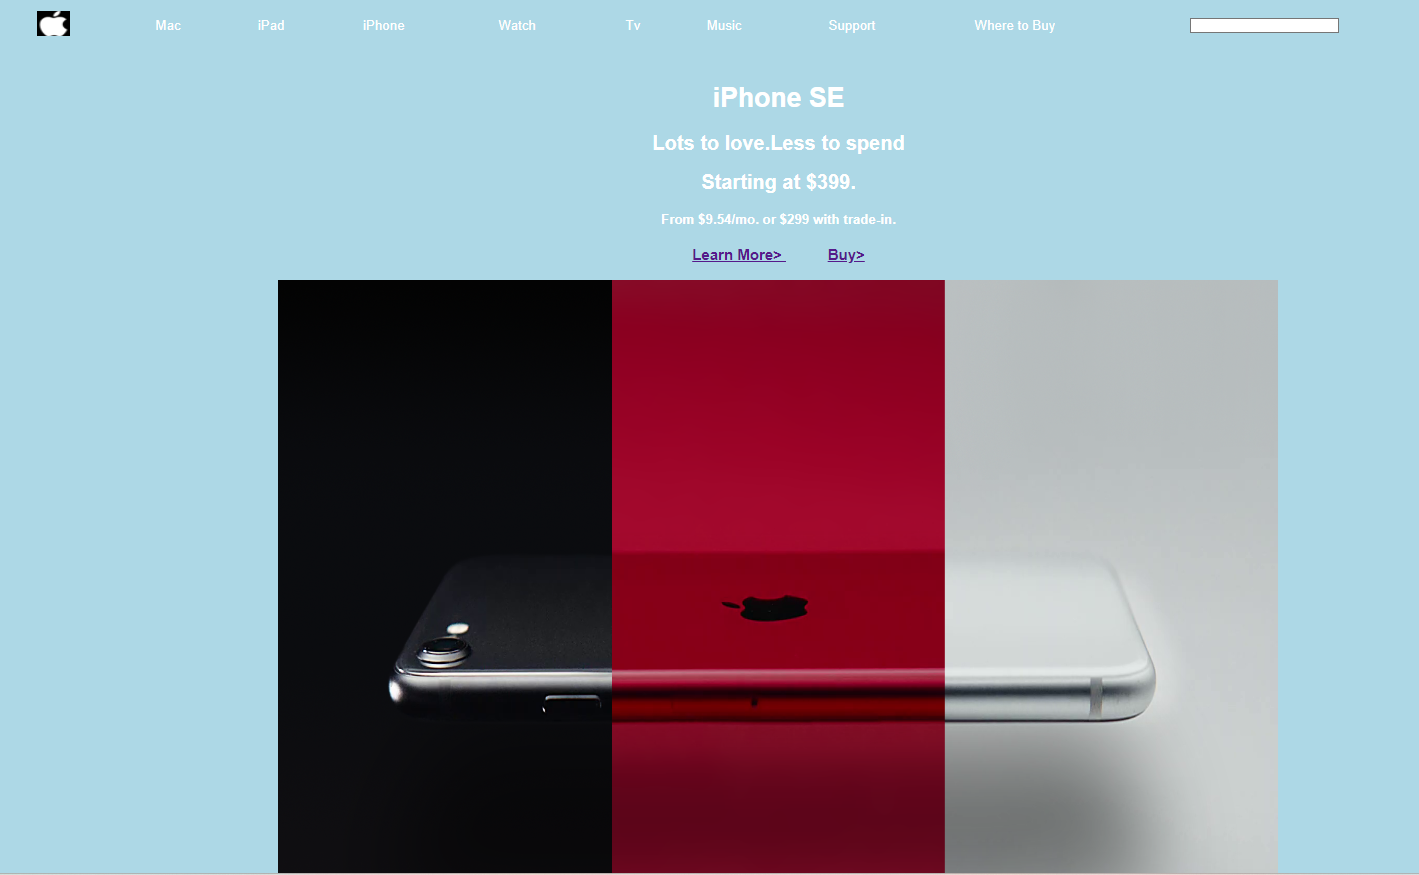 Mac iPad iPhone Watch Tv Music Support Where to Buy
iPhone SE
Lots to love.Less to spend
Starting at $399.
From $9.54/mo. or $299 with trade-in.
Learn More> Buy>